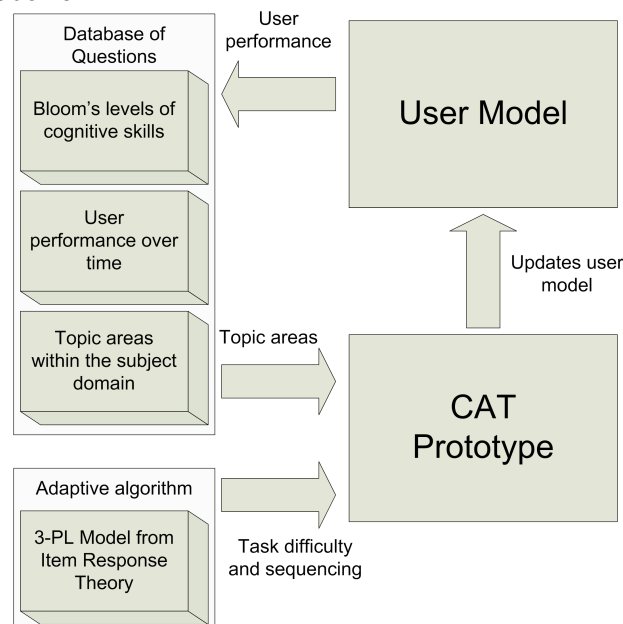 Database of
Questions
Bloom's levels of
cognitive skills
User
performance over
time
Topic areas
within the subject
domain
User
performance
User Model
Updates user
model
Topic areas
CAT
Prototype
Adaptive algorithm
3-PL Model from
Item Response
Theory
Task difficulty
and sequencing